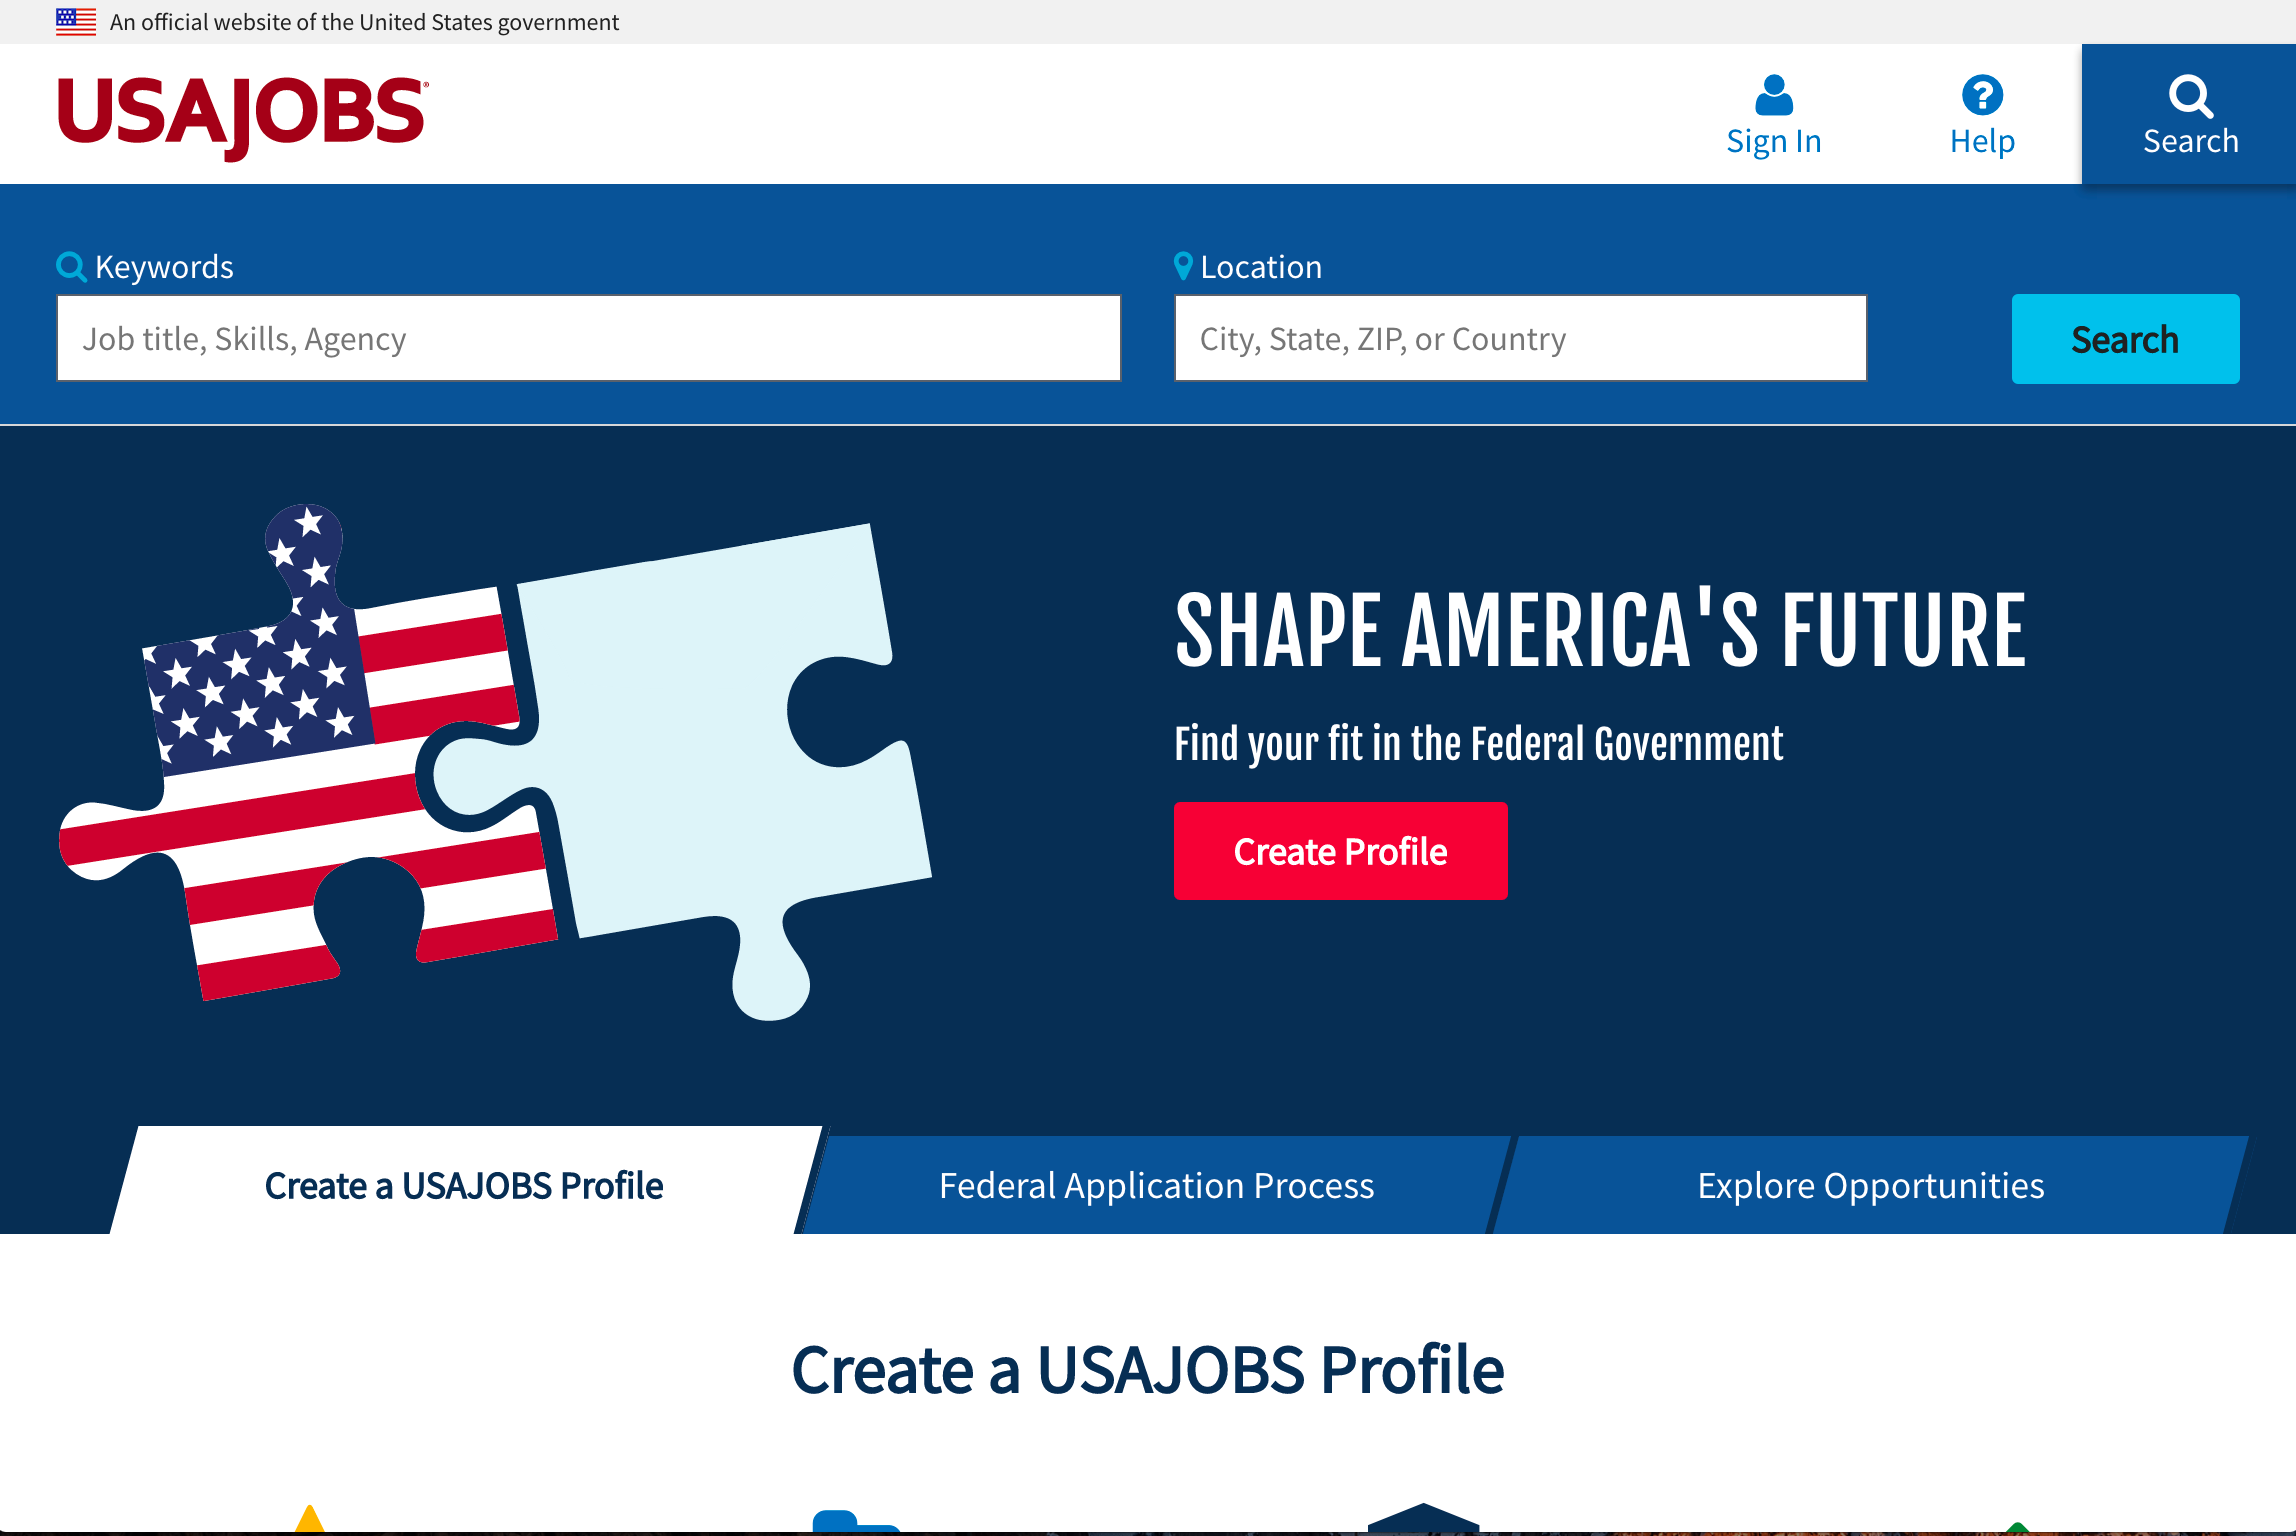 An official website of the United States government
USAJOBS®
Sign In
Help
Search
Keywords
Location
Job title, Skills, Agency
City, State, ZIP, or Country
Search
SHAPE AMERICA'S FUTURE
Find your fit in the Federal Government
Create Profile
Create a USAJOBS Profile
Federal Application Process
Explore Opportunities
Create a USAJOBS Profile